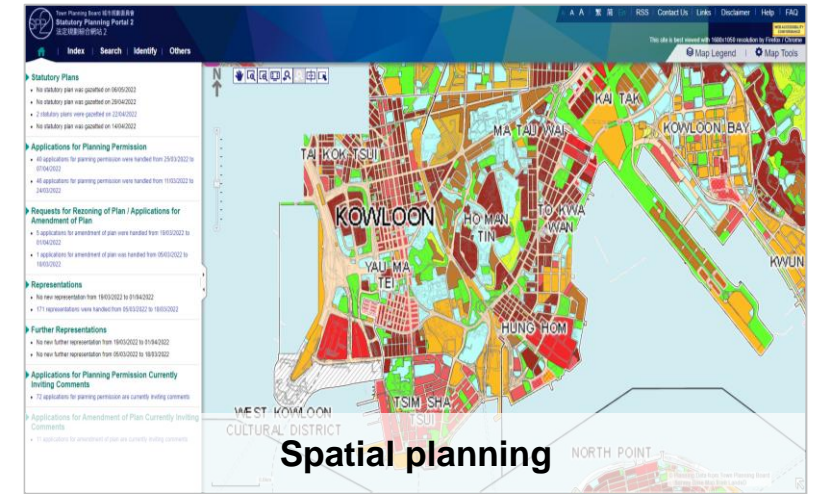 Town Planning Board 城市規劃委員會
Statutory Planning Portal 2
法定規劃綜合網站 2
A A 繁 簡 RSS Contact Us Links Disclaimer Help FAQ
WEB ACCESSIBILITY CONFORMANCE
This site is best viewed with 1680x1050 resolution by Firefox / Chrome
Index Search Identify Others
Map Legend Map Tools
Statutory Plans
No statutory plan was gazetted on 06/05/2022
No statutory plan was gazetted on 29/04/2022
2 statutory plans were gazetted on 22/04/2022
No statutory plan was gazetted on 14/04/2022
Applications for Planning Permission
40 applications for planning permission were handled from 25/03/2022 to
07/04/2022
46 applications for planning permission were handled from 11/03/2022 to
24/03/2022
Requests for Rezoning of Plan / Applications for
Amendment of Plan
5 applications for amendment of plan were handled from 19/03/2022 to
01/04/2022
1 applications for amendment of plan was handled from 05/03/2022 to
18/03/2022
Representations
No new representation from 19/03/2022 to 01/04/2022
171 representations were handled from 05/03/2022 to 18/03/2022
Further Representations
No new further representation from 19/03/2022 to 01/04/2022
No new further representation from 05/03/2022 to 18/03/2022
Applications for Planning Permission Currently
Inviting Comments
72 applications for planning permission are currently inviting comments
Applications for Amendment of Plan Currently Inviting
Comments
11 applications for amendment of plan are currently inviting comments
N
KAI TAK
MA TAU WAI
KOWLOON BAY
TAI KOK TSUI
KOWLOON
HO MAN
TIN
TO KWA
WAN
YAU MA
TEI
KWUN
HUNG HOM
TSIM SHA
TSUI
WEST KOWLOON
CULTURAL DISTRICT
NORTH POINT
Spatial planning